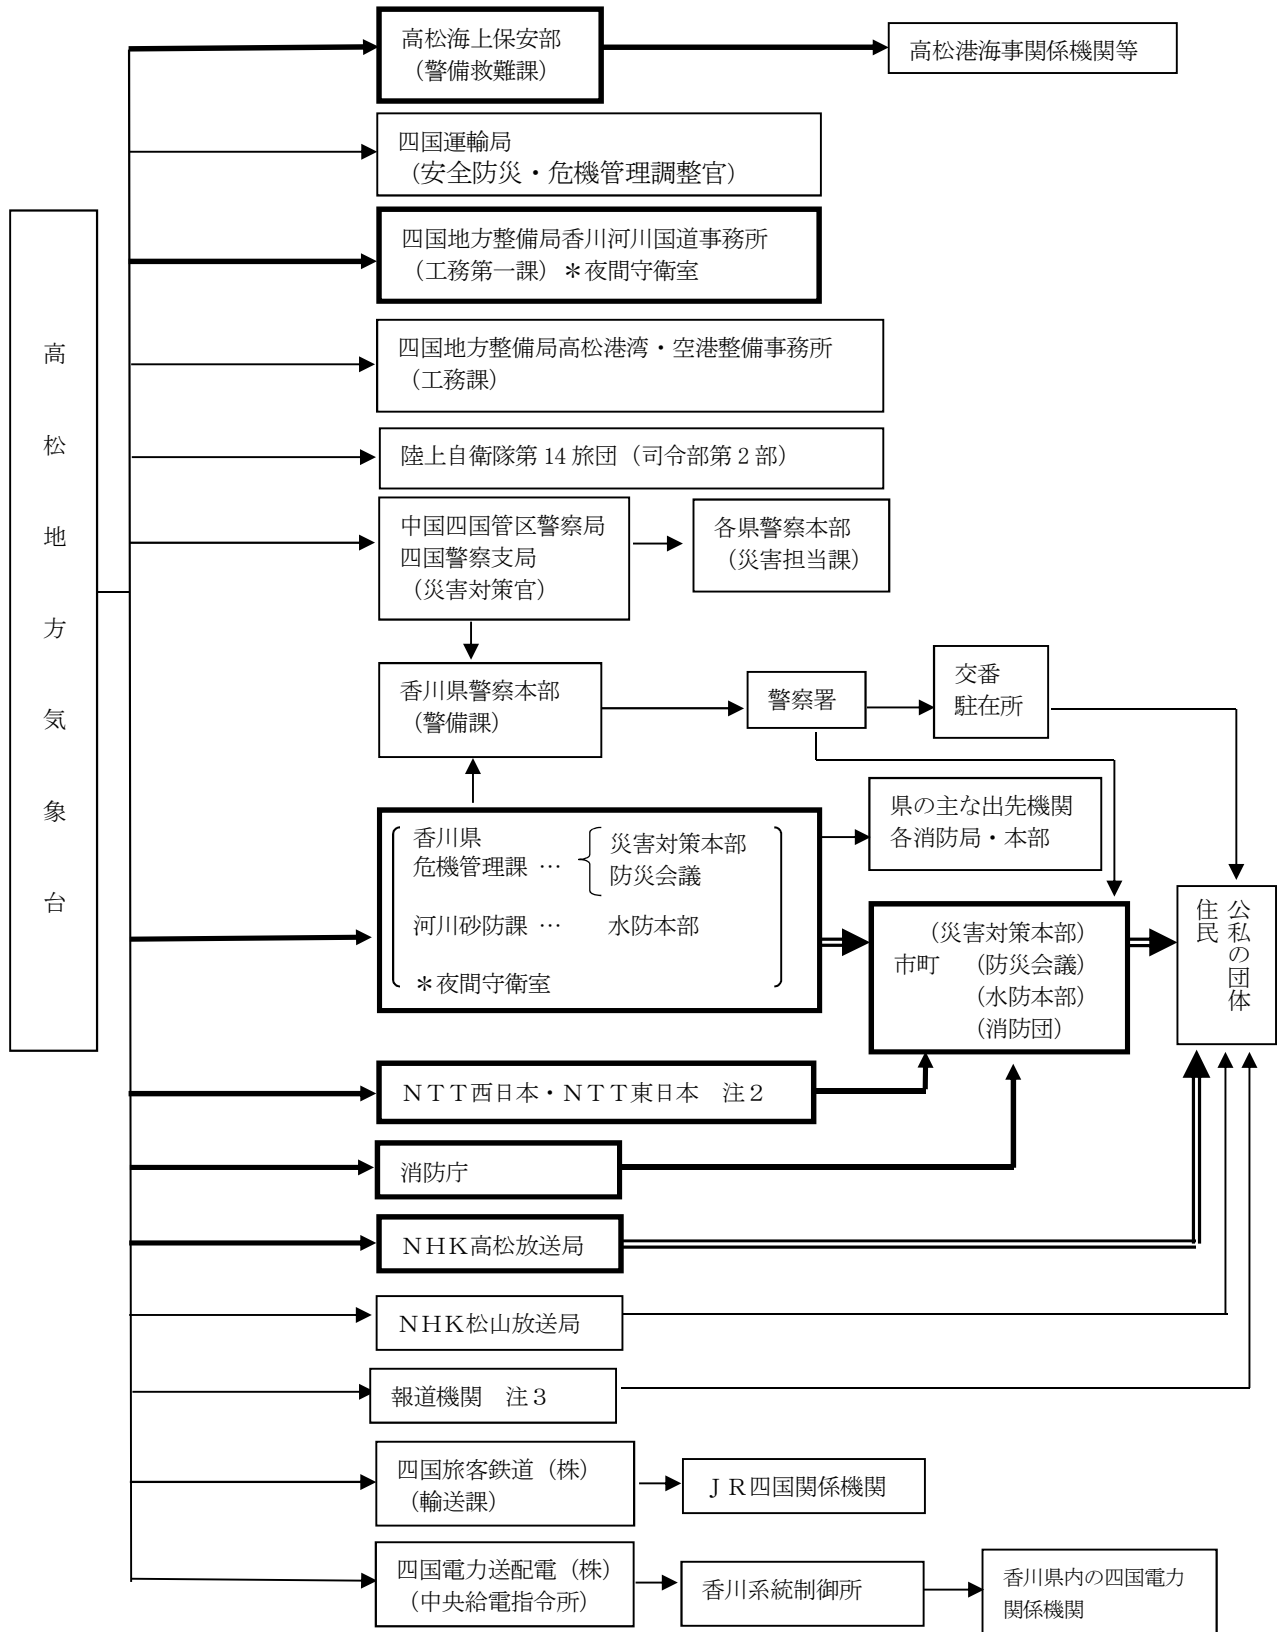 高松地方気象台
高松海上保安部
（警備救難課）
高松港海事関係機関等
四国運輸局
（安全防災・危機管理調整官）
四国地方整備局香川河川国道事務所
（工務第一課）＊夜間守衛室
四国地方整備局高松港湾・空港整備事務所
（工務課）
陸上自衛隊第14旅団（司令部第2部）
中国四国管区警察局
四国警察支局
（災害対策官）
各県警察本部
（災害担当課）
香川県警察本部
（警備課）
警察署
交番
駐在所
香川県
危機管理課 …
災害対策本部
防災会議
河川砂防課 … 水防本部
＊夜間守衛室
県の主な出先機関
各消防局・本部
（災害対策本部）
市町 （防災会議）
（水防本部）
（消防団）
公私の団体
住民
ＮＴＴ西日本・ＮＴＴ東日本 注２
消防庁
ＮＨＫ高松放送局
ＮＨＫ松山放送局
報道機関 注３
四国旅客鉄道（株）
（輸送課）
ＪＲ四国関係機関
四国電力送配電（株）
（中央給電指令所）
香川系統制御所
香川県内の四国電力
関係機関